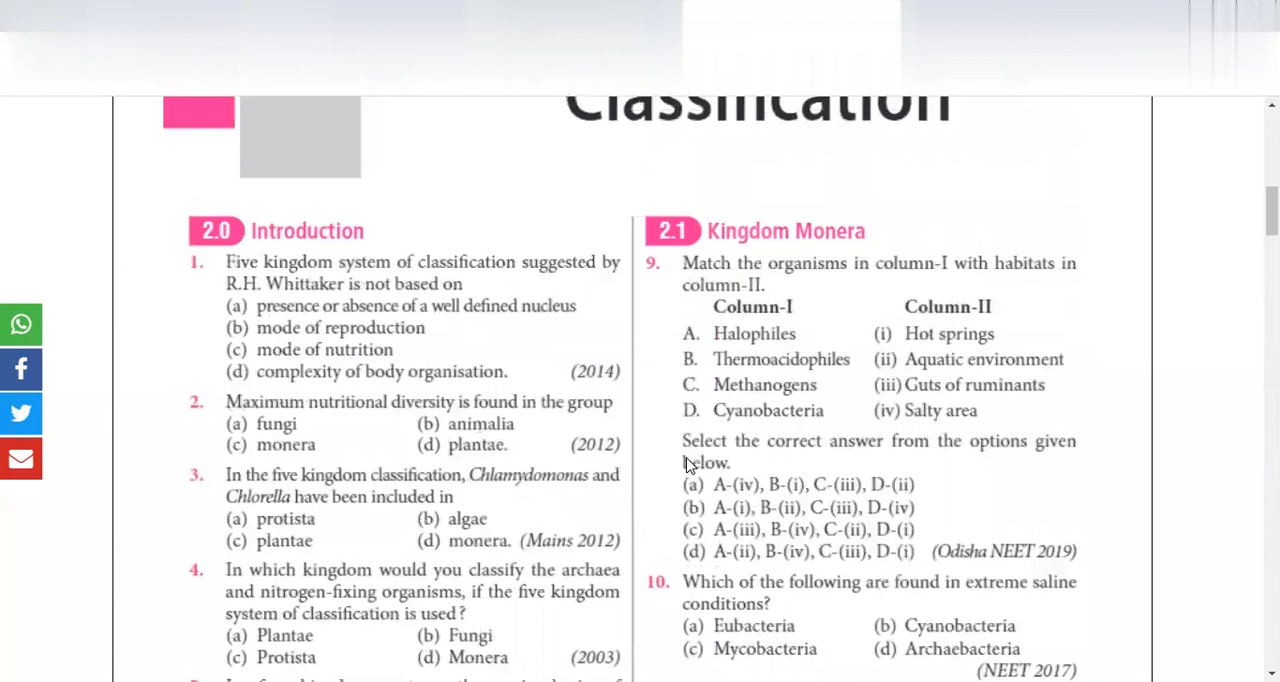 Classification
2.0 Introduction
1. Five kingdom system of classification suggested by
R.H. Whittaker is not based on
(a) presence or absence of a well defined nucleus
(b) mode of reproduction
(c) mode of nutrition
(d) complexity of body organisation. (2014)
2. Maximum nutritional diversity is found in the group
(a) fungi (b) animalia
(c) monera (d) plantae. (2012)
3. In the five kingdom classification, Chlamydomonas and
Chlorella have been included in
(a) protista (b) algae
(c) plantae (d) monera. (Mains 2012)
4. In which kingdom would you classify the archaea
and nitrogen-fixing organisms, if the five kingdom
system of classification is used?
(a) Plantae (b) Fungi
(c) Protista (d) Monera (2003)
2.1 Kingdom Monera
9. Match the organisms in column-I with habitats in
column-II.
Column-I Column-II
A. Halophiles (i) Hot springs
B. Thermoacidophiles (ii) Aquatic environment
C. Methanogens (iii) Guts of ruminants
D. Cyanobacteria (iv) Salty area
Select the correct answer from the options given
below.
(a) A-(iv), B-(i), C-(iii), D-(ii)
(b) A-(i), B-(ii), C-(iii), D-(iv)
(c) A-(iii), B-(iv), C-(ii), D-(i)
(d) A-(ii), B-(iv), C-(iii), D-(i) (Odisha NEET 2019)
10. Which of the following are found in extreme saline
conditions?
(a) Eubacteria (b) Cyanobacteria
(c) Mycobacteria (d) Archaebacteria
(NEET 2017)